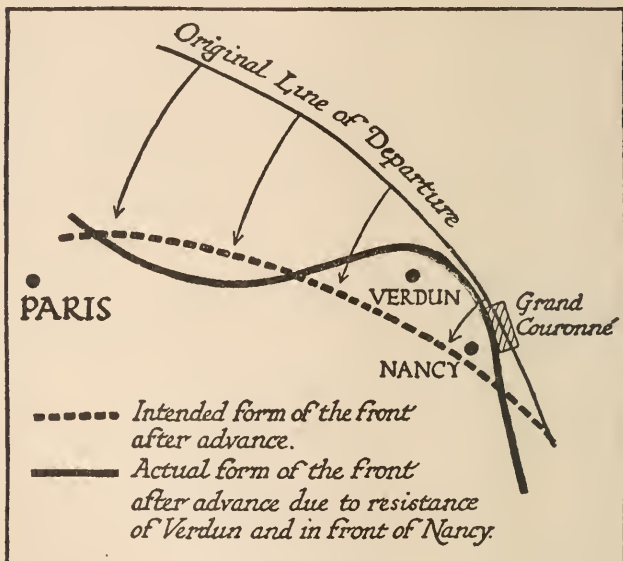 Original Line of Departure
PARIS
VERDUN
Grand
Couronné
NANCY
Intended form of the front
after advance.
Actual form of the front
after advance due to resistance
of Verdun and in front of Nancy.